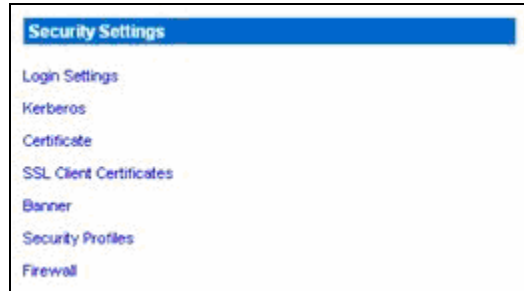 Security Settings
Login Settings
Kerberos
Certificate
SSL Client Certificates
Banner
Security Profiles
Firewall